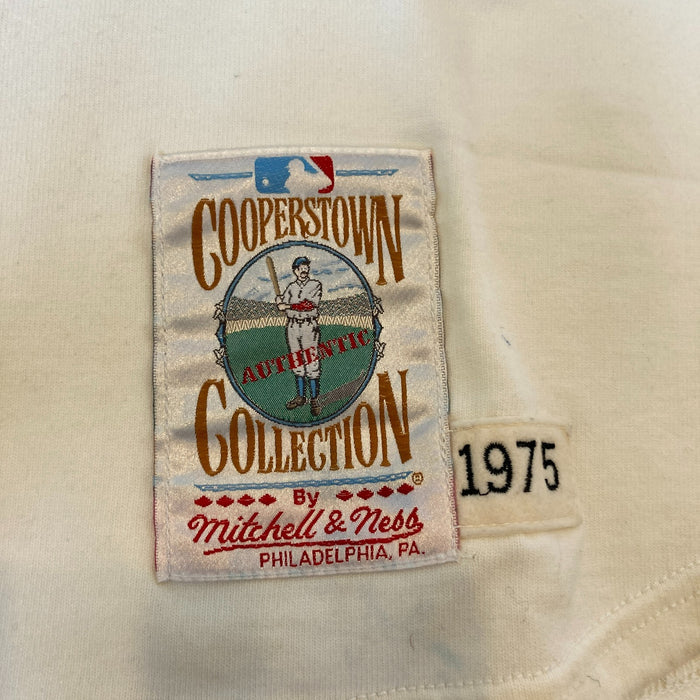 COOPERSTOWN
AUTHENTIC
COLLECTION
By
Mitchell & Ness
PHILADELPHIA, PA.
1975